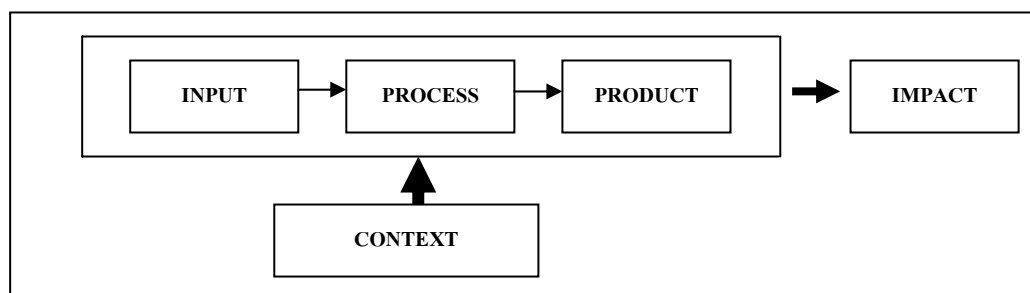 INPUT
PROCESS
PRODUCT
IMPACT
CONTEXT